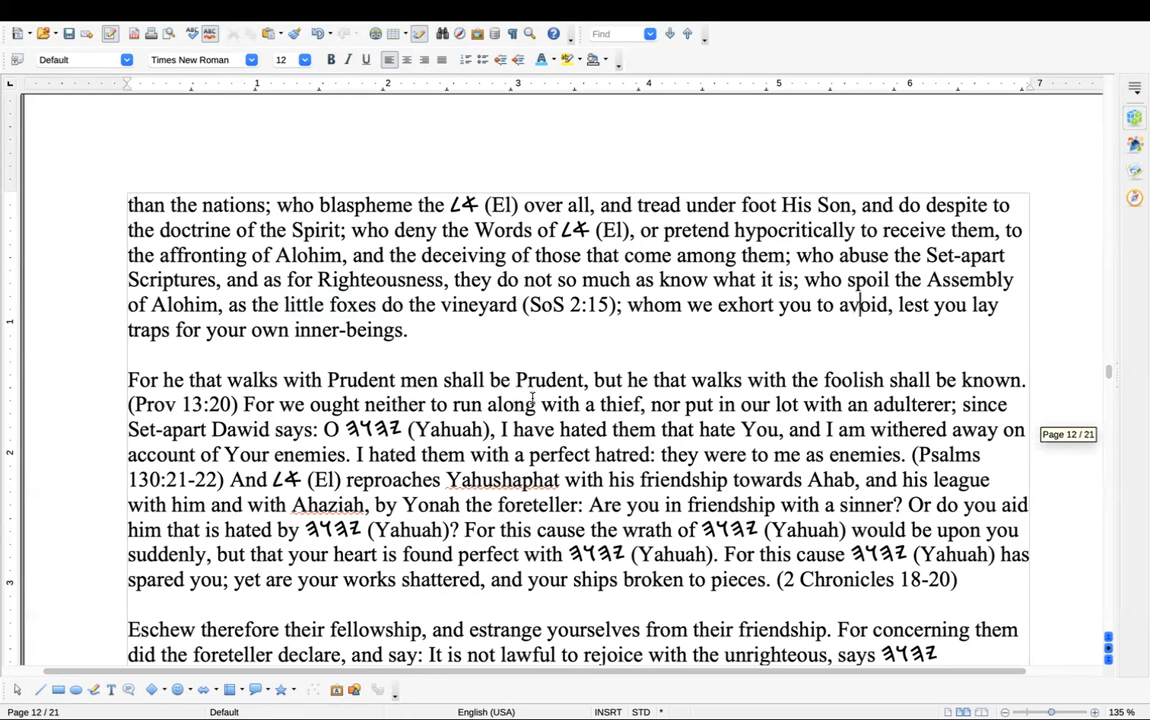 Find
Default
Times New Roman
12
1 2 3 4 5 6 7
than the nations; who blaspheme the 𐤀𐤋 (El) over all, and tread under foot His Son, and do despite to
the doctrine of the Spirit; who deny the Words of 𐤀𐤋 (El), or pretend hypocritically to receive them, to
the affronting of Alohim, and the deceiving of those that come among them; who abuse the Set-apart
Scriptures, and as for Righteousness, they do not so much as know what it is; who spoil the Assembly
of Alohim, as the little foxes do the vineyard (SoS 2:15); whom we exhort you to avoid, lest you lay
traps for your own inner-beings.
For he that walks with Prudent men shall be Prudent, but he that walks with the foolish shall be known.
(Prov 13:20) For we ought neither to run along with a thief, nor put in our lot with an adulterer; since
Set-apart Dawid says: O 𐤉𐤄𐤅𐤄 (Yahuah), I have hated them that hate You, and I am withered away on
account of Your enemies. I hated them with a perfect hatred: they were to me as enemies. (Psalms
130:21-22) And 𐤀𐤋 (El) reproaches Yahushaphat with his friendship towards Ahab, and his league
with him and with Ahaziah, by Yonah the foreteller: Are you in friendship with a sinner? Or do you aid
him that is hated by 𐤉𐤄𐤅𐤄 (Yahuah)? For this cause the wrath of 𐤉𐤄𐤅𐤄 (Yahuah) would be upon you
suddenly, but that your heart is found perfect with 𐤉𐤄𐤅𐤄 (Yahuah). For this cause 𐤉𐤄𐤅𐤄 (Yahuah) has
spared you; yet are your works shattered, and your ships broken to pieces. (2 Chronicles 18-20)
Eschew therefore their fellowship, and estrange yourselves from their friendship. For concerning them
did the foreteller declare, and say: It is not lawful to rejoice with the unrighteous, says 𐤉𐤄𐤅𐤄
Page 12 / 21
1
2
3
Page 12 / 21
Default
English (USA)
INSRT
STD
*
135 %